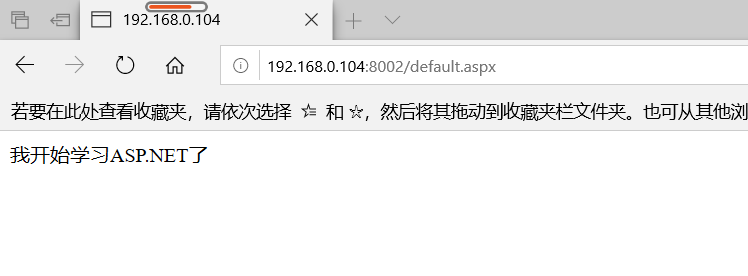 192.168.0.104
192.168.0.104:8002/default.aspx
若要在此处查看收藏夹，请依次选择 和 ，然后将其拖动到收藏夹栏文件夹。也可从其他浏
我开始学习ASP.NET了